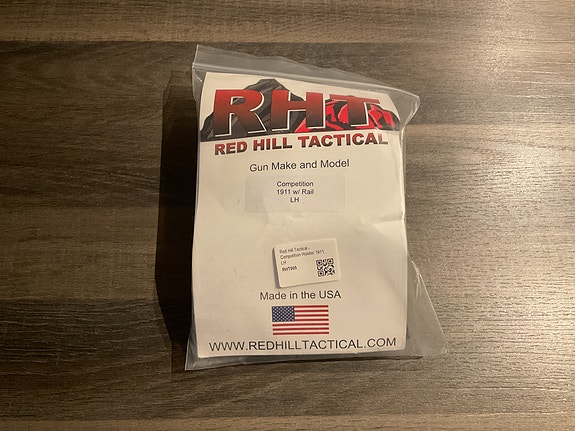 RHT
RED HILL TACTICAL
Gun Make and Model
Competition
1911 w/ Rail
LH
Red Hill Tactical -
Competition Holster 1911
LH
Made in the USA
WWW.REDHILLTACTICAL.COM